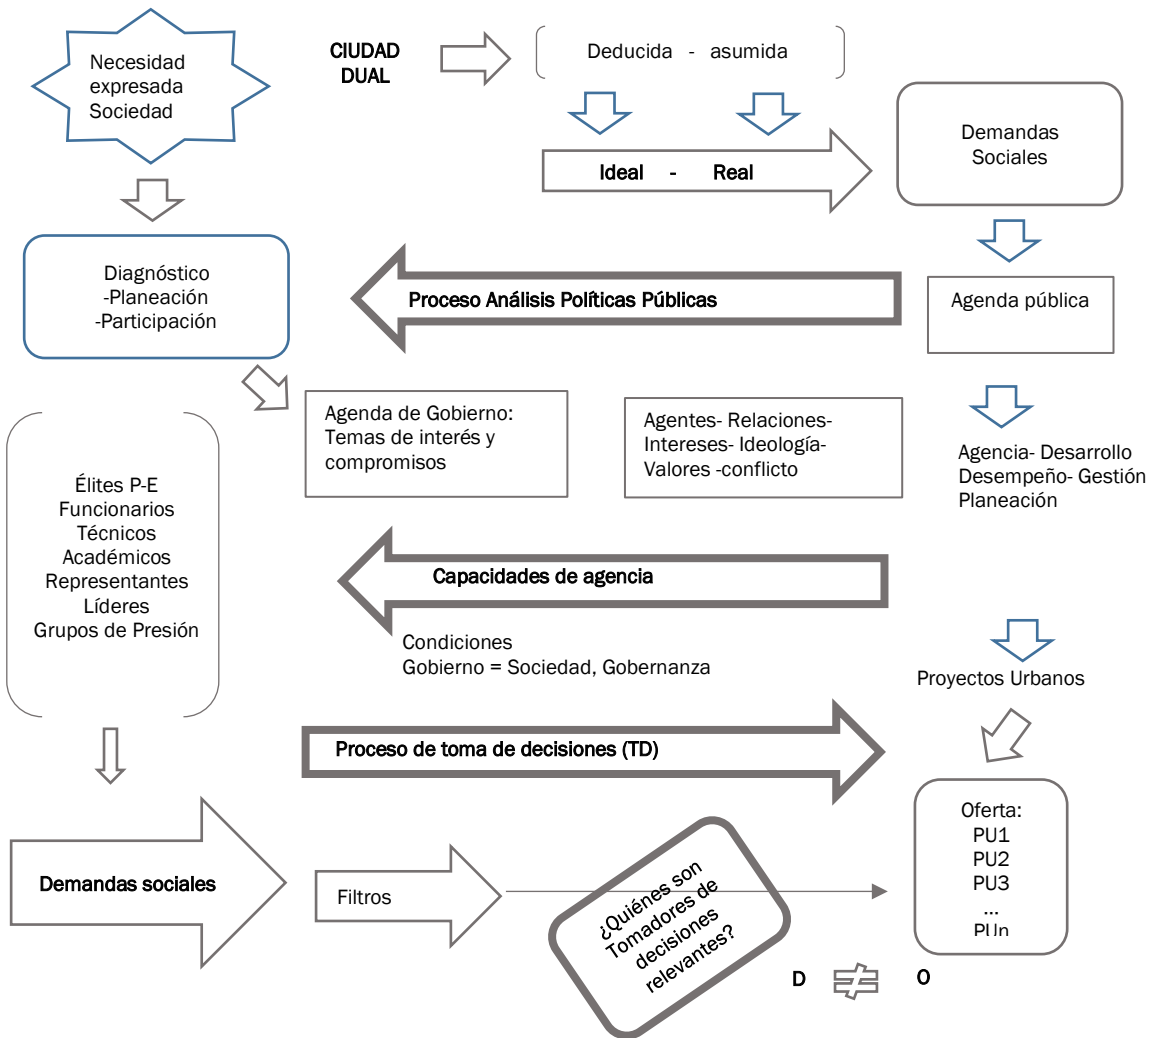 Necesidad
expresada
Sociedad
CIUDAD
DUAL
Deducida - asumida
Ideal - Real
Demandas
Sociales
Diagnóstico
-Planeación
-Participación
Proceso Análisis Políticas Públicas
Agenda pública
Agenda de Gobierno:
Temas de interés y
compromisos
Agentes- Relaciones-
Intereses- Ideología-
Valores -conflicto
Agencia- Desarrollo
Desempeño- Gestión
Planeación
Élites P-E
Funcionarios
Técnicos
Académicos
Representantes
Líderes
Grupos de Presión
Capacidades de agencia
Condiciones
Gobierno = Sociedad, Gobernanza
Proyectos Urbanos
Proceso de toma de decisiones (TD)
Oferta:
PU1
PU2
PU3
...
PUn
Demandas sociales
Filtros
¿Quiénes son
Tomadores de
decisiones
relevantes?
D ≠ O